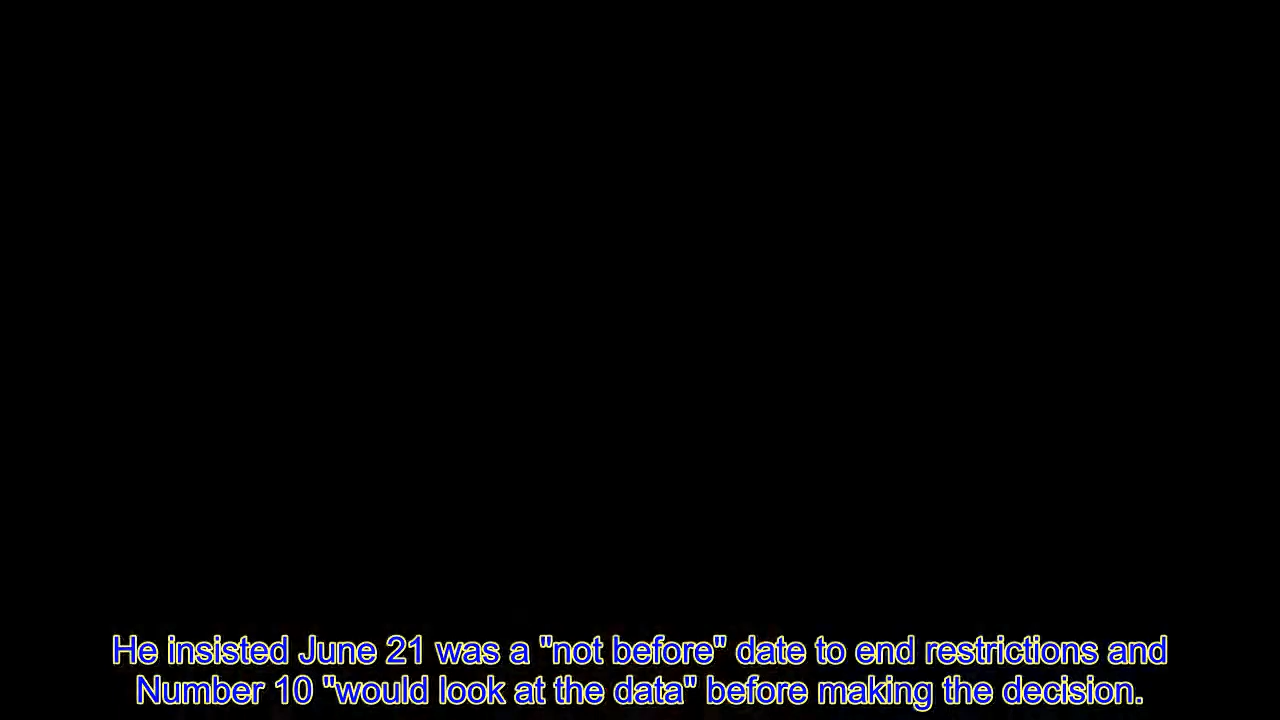 He insisted June 21 was a "not before" date to end restrictions and
Number 10 "would look at the data" before making the decision.